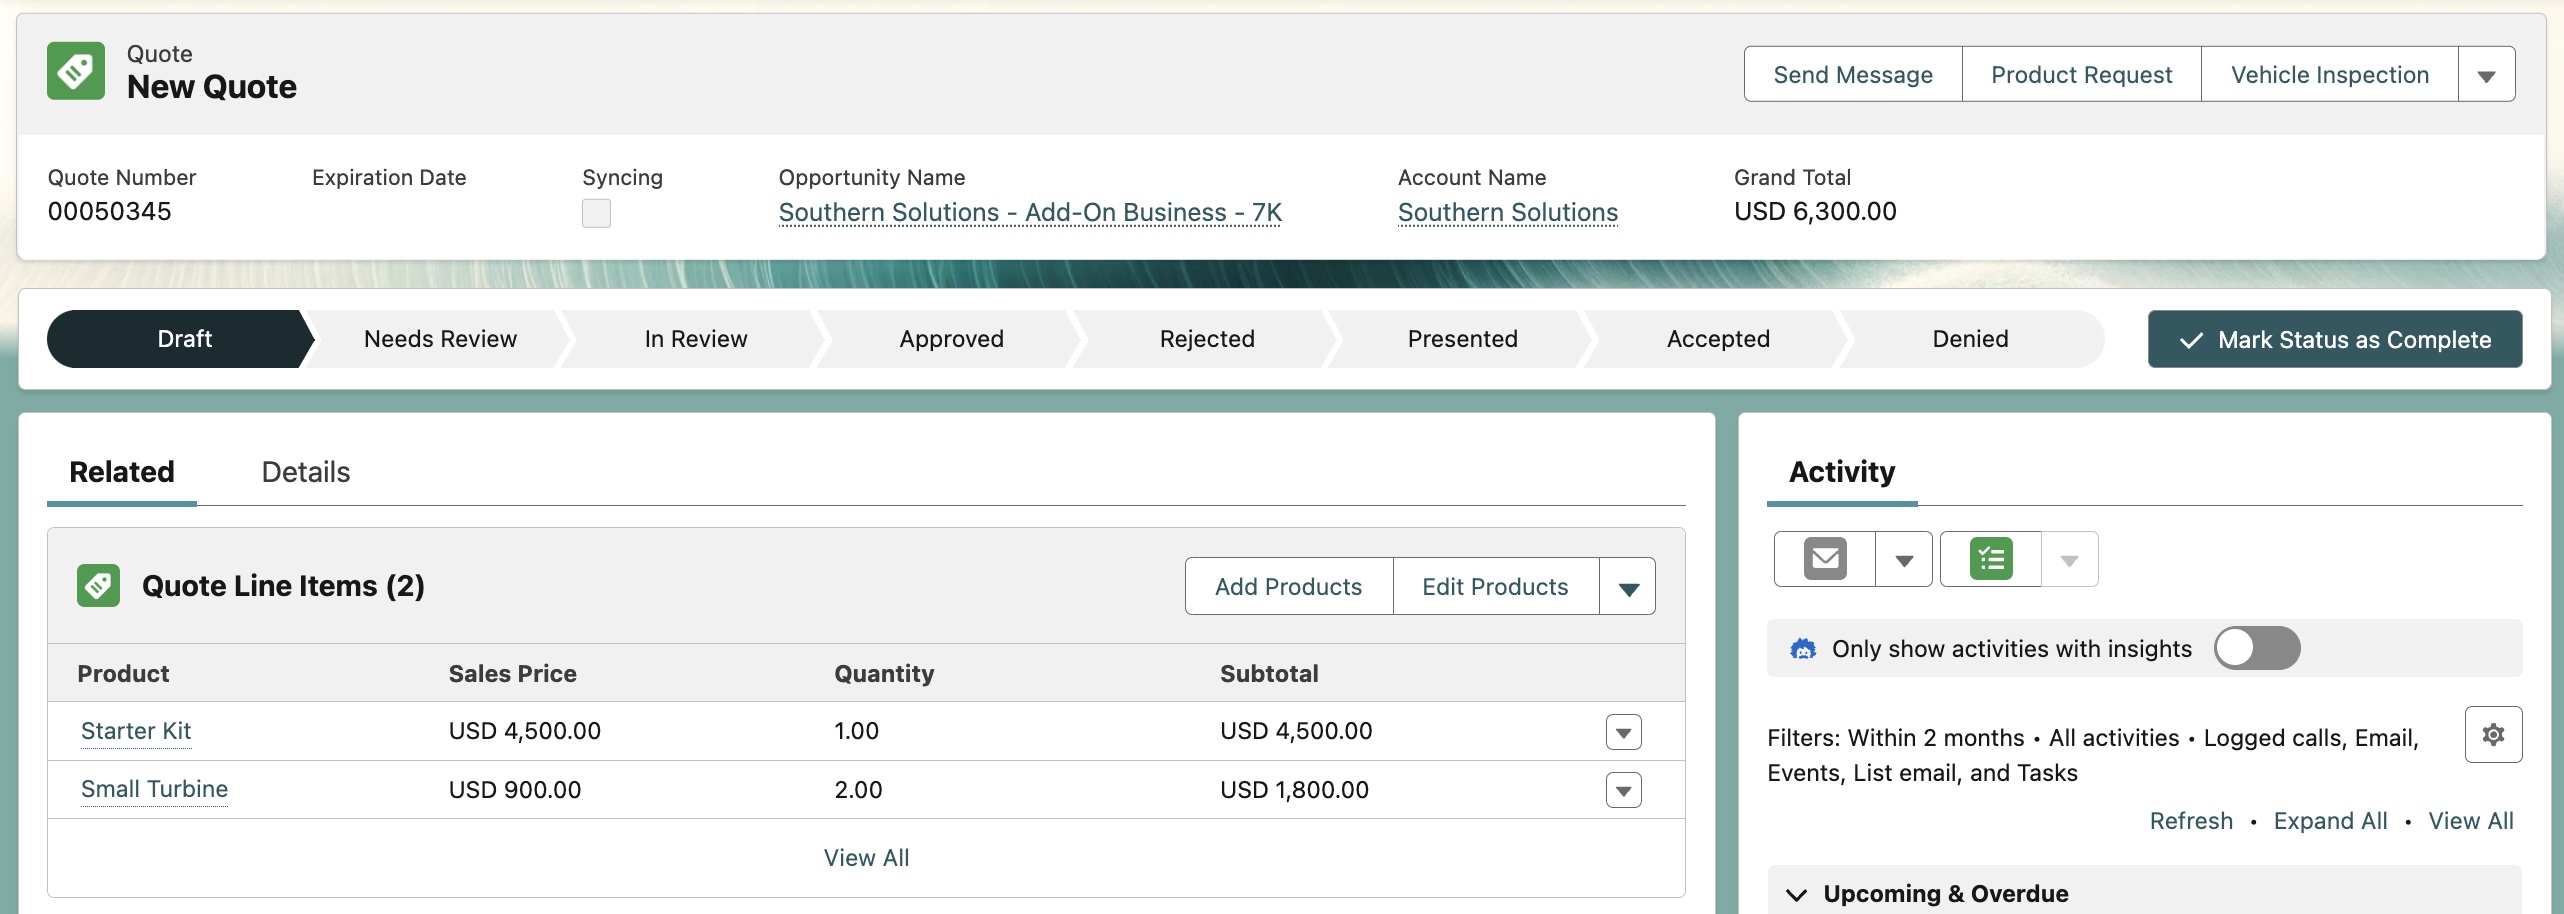 Quote
New Quote
Send Message
Product Request
Vehicle Inspection
Quote Number
Expiration Date
Syncing
Opportunity Name
Account Name
Grand Total
00050345
Southern Solutions - Add-On Business - 7K
Southern Solutions
USD 6,300.00
Draft
Needs Review
In Review
Approved
Rejected
Presented
Accepted
Denied
Mark Status as Complete
Related
Details
Quote Line Items (2)
Add Products
Edit Products
Product
Sales Price
Quantity
Subtotal
Starter Kit
USD 4,500.00
1.00
USD 4,500.00
Small Turbine
USD 900.00
2.00
USD 1,800.00
View All
Activity
Only show activities with insights
Filters: Within 2 months • All activities • Logged calls, Email,
Events, List email, and Tasks
Refresh • Expand All • View All
Upcoming & Overdue